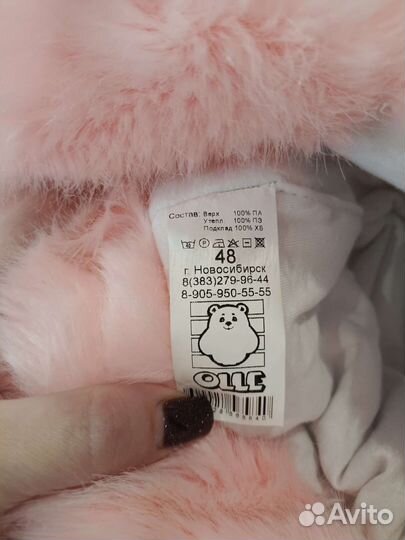 Состав: Верх 100% ПА
Утепл. 100% ПЭ
Подклад 100% ХБ
48
г. Новосибирск
8(383)279-96-44
8-905-950-55-55
OLLE
Avito